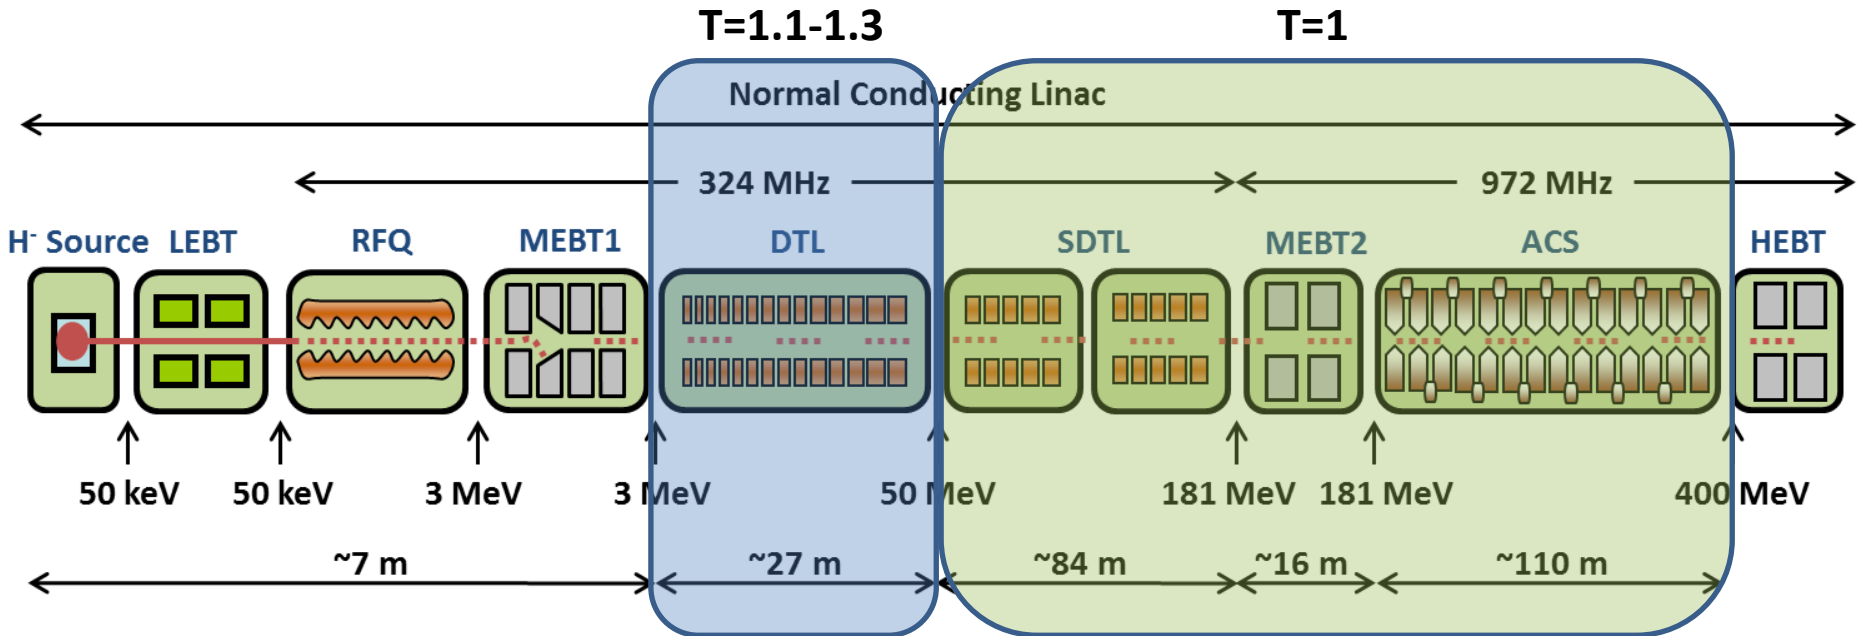 T=1.1-1.3 T=1
Normal Conducting Linac
324 MHz 972 MHz
H- Source LEBT RFQ MEBT1 DTL SDTL MEBT2 ACS HEBT
50 keV 50 keV 3 MeV 3 MeV 50 MeV 181 MeV 181 MeV 400 MeV
~7 m ~27 m ~84 m ~16 m ~110 m